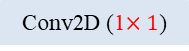 Conv2D (1× 1)